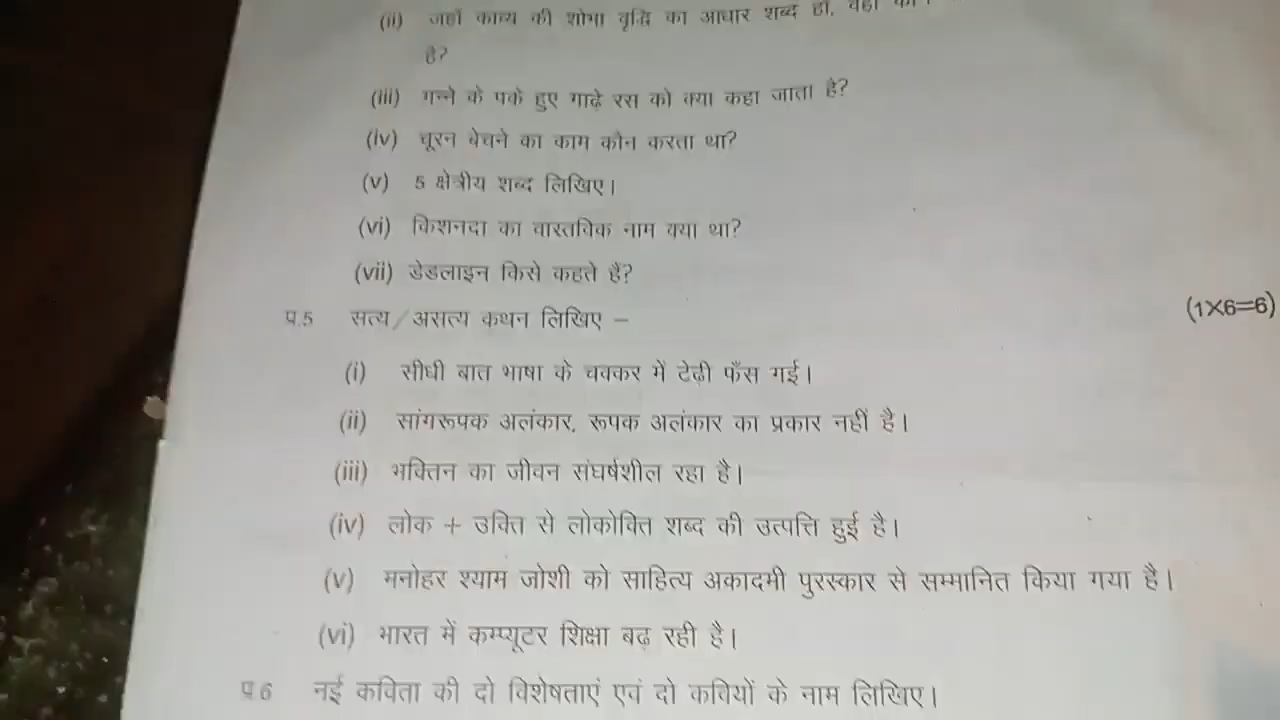 (ii) जहाँ काव्य की शोभा वृद्धि का आधार शब्द हो, वहाँ
है?
(iii) गन्ने के पके हुए गाढ़े रस को क्या कहा जाता है?
(iv) चूरन बेचने का काम कौन करता था?
(v) 5 क्षेत्रीय शब्द लिखिए।
(vi) किशनदा का वास्तविक नाम क्या था?
(vii) डेडलाइन किसे कहते हैं?
प्र.5 सत्य/असत्य कथन लिखिए – (1X6=6)
(i) सीधी बात भाषा के चक्कर में टेढ़ी फँस गई।
(ii) सांगरूपक अलंकार, रूपक अलंकार का प्रकार नहीं है।
(iii) भक्तिन का जीवन संघर्षशील रहा है।
(iv) लोक + उक्ति से लोकोक्ति शब्द की उत्पत्ति हुई है।
(v) मनोहर श्याम जोशी को साहित्य अकादमी पुरस्कार से सम्मानित किया गया है।
(vi) भारत में कम्प्यूटर शिक्षा बढ़ रही है।
प्र 6 नई कविता की दो विशेषताएं एवं दो कवियों के नाम लिखिए।